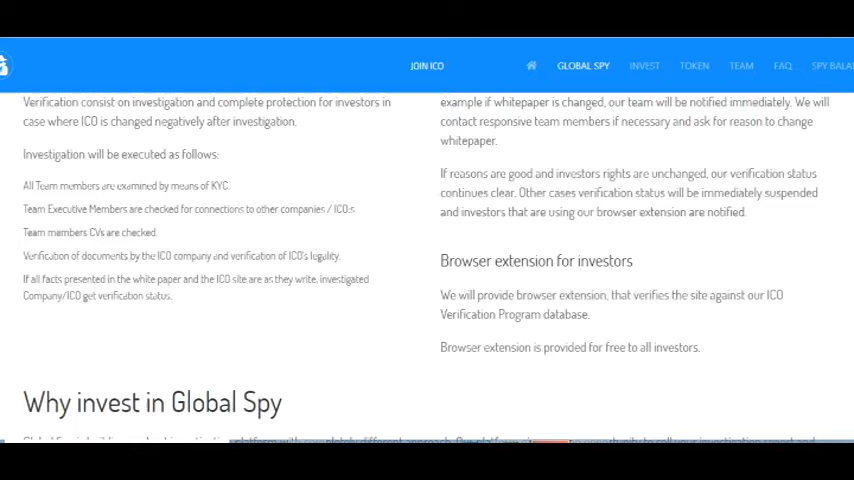 JOIN ICO GLOBAL SPY INVEST TOKEN TEAM FAQ SPY
Verification consist on investigation and complete protection for investors in
case where ICO is changed negatively after investigation.
Investigation will be executed as follows:
All Team members are examined by means of KYC.
Team Executive Members are checked for connections to other companies / ICO:s
Team members CVs are checked.
Verification of documents by the ICO company and verification of ICO's legality.
If all facts presented in the white paper and the ICO site are as they write, investigated
Company/ICO get verification status.
example if whitepaper is changed, our team will be notified immediately. We will
contact responsive team members if necessary and ask for reason to change
whitepaper.
If reasons are good and investors rights are unchanged, our verification status
continues clear. Other cases verification status will be immediately suspended
and investors that are using our browser extension are notified.
Browser extension for investors
We will provide browser extension, that verifies the site against our ICO
Verification Program database.
Browser extension is provided for free to all investors.
Why invest in Global Spy